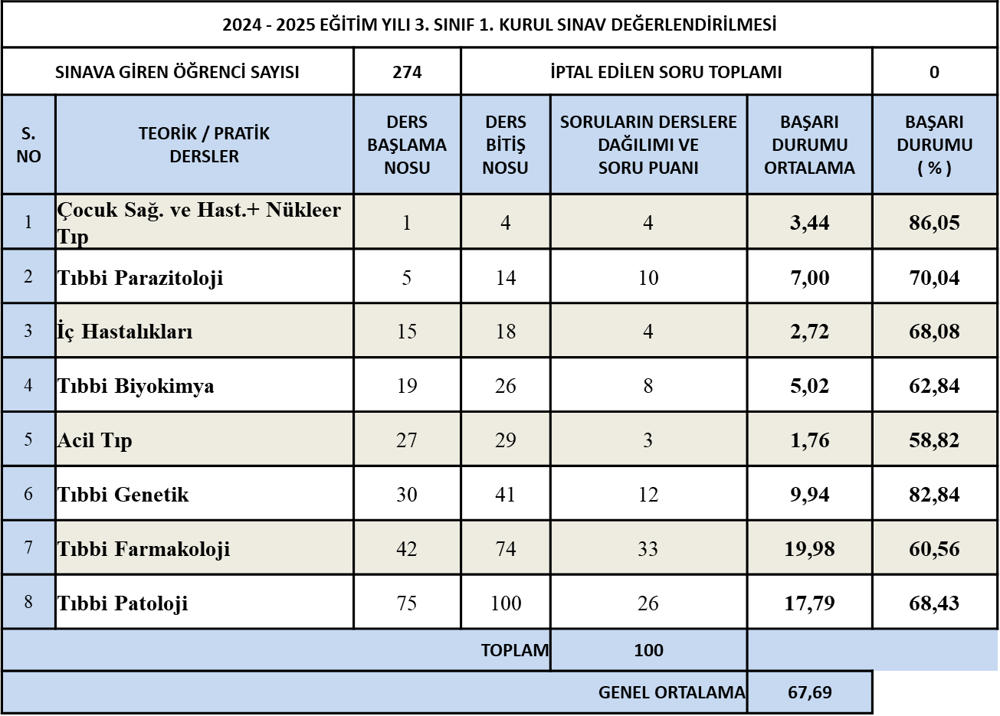 2024 - 2025 EĞİTİM YILI 3. SINIF 1. KURUL SINAV DEĞERLENDİRİLMESİ
SINAVA GİREN ÖĞRENCİ SAYISI 274 İPTAL EDİLEN SORU TOPLAMI 0
S. NO TEORİK / PRATİK DERSLER DERS BAŞLAMA NOSU DERS BİTİŞ NOSU SORULARIN DERSLERE DAĞILIMI VE SORU PUANI BAŞARI DURUMU ORTALAMA BAŞARI DURUMU ( % )
1 Çocuk Sağ. ve Hast.+ Nükleer Tıp 1 4 4 3,44 86,05
2 Tıbbi Parazitoloji 5 14 10 7,00 70,04
3 İç Hastalıkları 15 18 4 2,72 68,08
4 Tıbbi Biyokimya 19 26 8 5,02 62,84
5 Acil Tıp 27 29 3 1,76 58,82
6 Tıbbi Genetik 30 41 12 9,94 82,84
7 Tıbbi Farmakoloji 42 74 33 19,98 60,56
8 Tıbbi Patoloji 75 100 26 17,79 68,43
TOPLAM 100
GENEL ORTALAMA 67,69